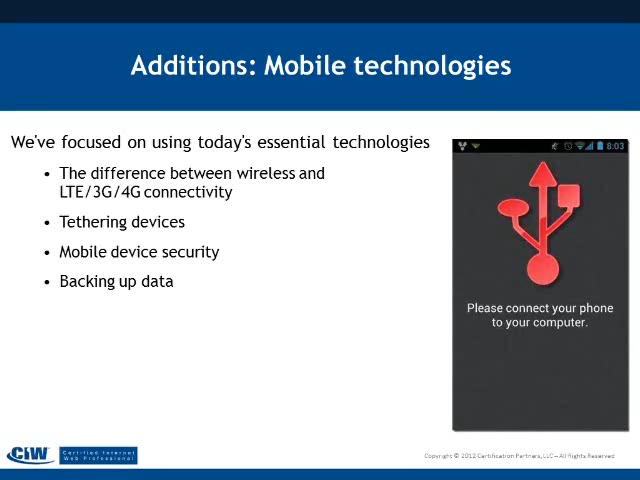 Additions: Mobile technologies
We've focused on using today's essential technologies
• The difference between wireless and
LTE/3G/4G connectivity
• Tethering devices
• Mobile device security
• Backing up data
8:03
Please connect your phone
to your computer.
CIW
Certified Internet
Web Professional
Copyright © 2012 Certification Partners, LLC – All Rights Reserved